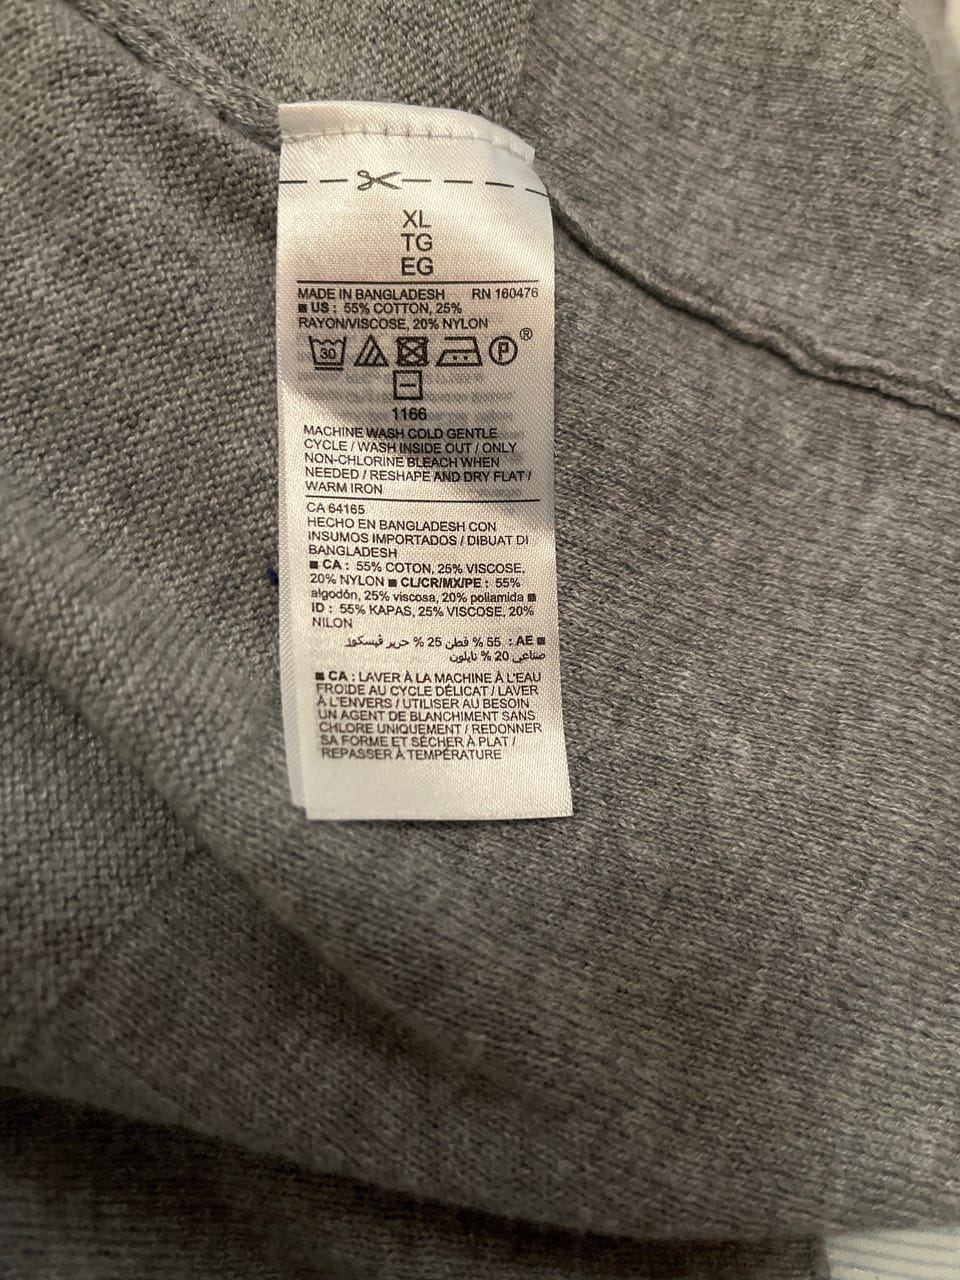 XL
TG
EG
MADE IN BANGLADESH RN 160476
■ US : 55% COTTON, 25%
RAYON/VISCOSE, 20% NYLON
30 P ®
1166
MACHINE WASH COLD GENTLE
CYCLE / WASH INSIDE OUT / ONLY
NON-CHLORINE BLEACH WHEN
NEEDED / RESHAPE AND DRY FLAT /
WARM IRON
CA 64165
HECHO EN BANGLADESH CON
INSUMOS IMPORTADOS / DIBUAT DI
BANGLADESH
■ CA : 55% COTON, 25% VISCOSE,
20% NYLON ■ CL/CR/MX/PE : 55%
algodón, 25% viscosa, 20% poliamida ■
ID : 55% KAPAS, 25% VISCOSE, 20%
NILON
■ AE : 55 % قطن 25 % حرير ڤيسكوز
صناعي 20 % نايلون
■ CA : LAVER À LA MACHINE À L'EAU
FROIDE AU CYCLE DÉLICAT / LAVER
À L'ENVERS / UTILISER AU BESOIN
UN AGENT DE BLANCHIMENT SANS
CHLORE UNIQUEMENT / REDONNER
SA FORME ET SÉCHER À PLAT /
REPASSER À TEMPÉRATURE